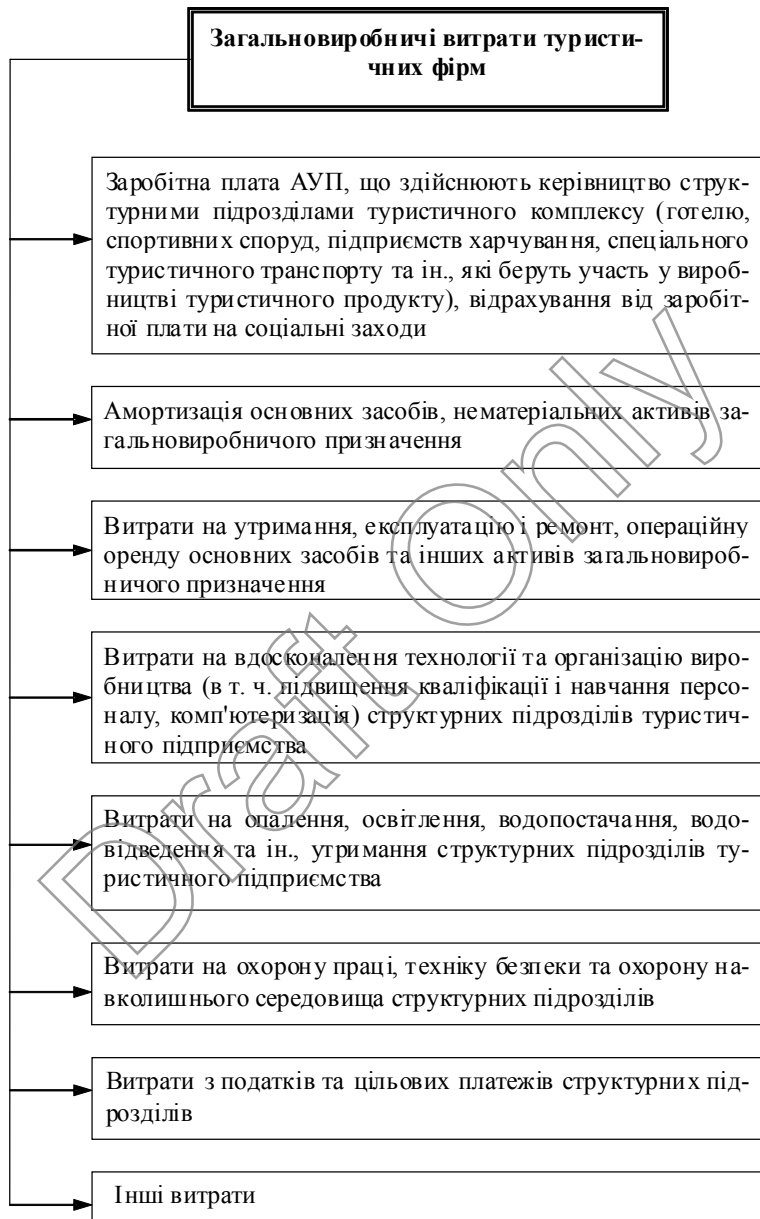 Загальновиробничі витрати туристи-
чних фірм
Заробітна плата АУП, що здійснюють керівництво струк-
турними підрозділами туристичного комплексу (готелю,
спортивних споруд, підприємств харчування, спеціального
туристичного транспорту та ін., які беруть участь у вироб-
ництві туристичного продукту), відрахування від заробіт-
ної плати на соціальні заходи
Амортизація основних засобів, нематеріальних активів за-
гальновиробничого призначення
Витрати на утримання, експлуатацію і ремонт, операційну
оренду основних засобів та інших активів загальновироб-
ничого призначення
Витрати на вдосконалення технології та організацію виро-
бництва (в т. ч. підвищення кваліфікації і навчання персо-
налу, комп'ютеризація) структурних підрозділів туристич-
ного підприємства
Витрати на опалення, освітлення, водопостачання, водо-
відведення та ін., утримання структурних підрозділів ту-
ристичного підприємства
Витрати на охорону праці, техніку безпеки та охорону на-
вколишнього середовища структурних підрозділів
Витрати з податків та цільових платежів структурних під-
розділів
Інші витрати
Draft Only